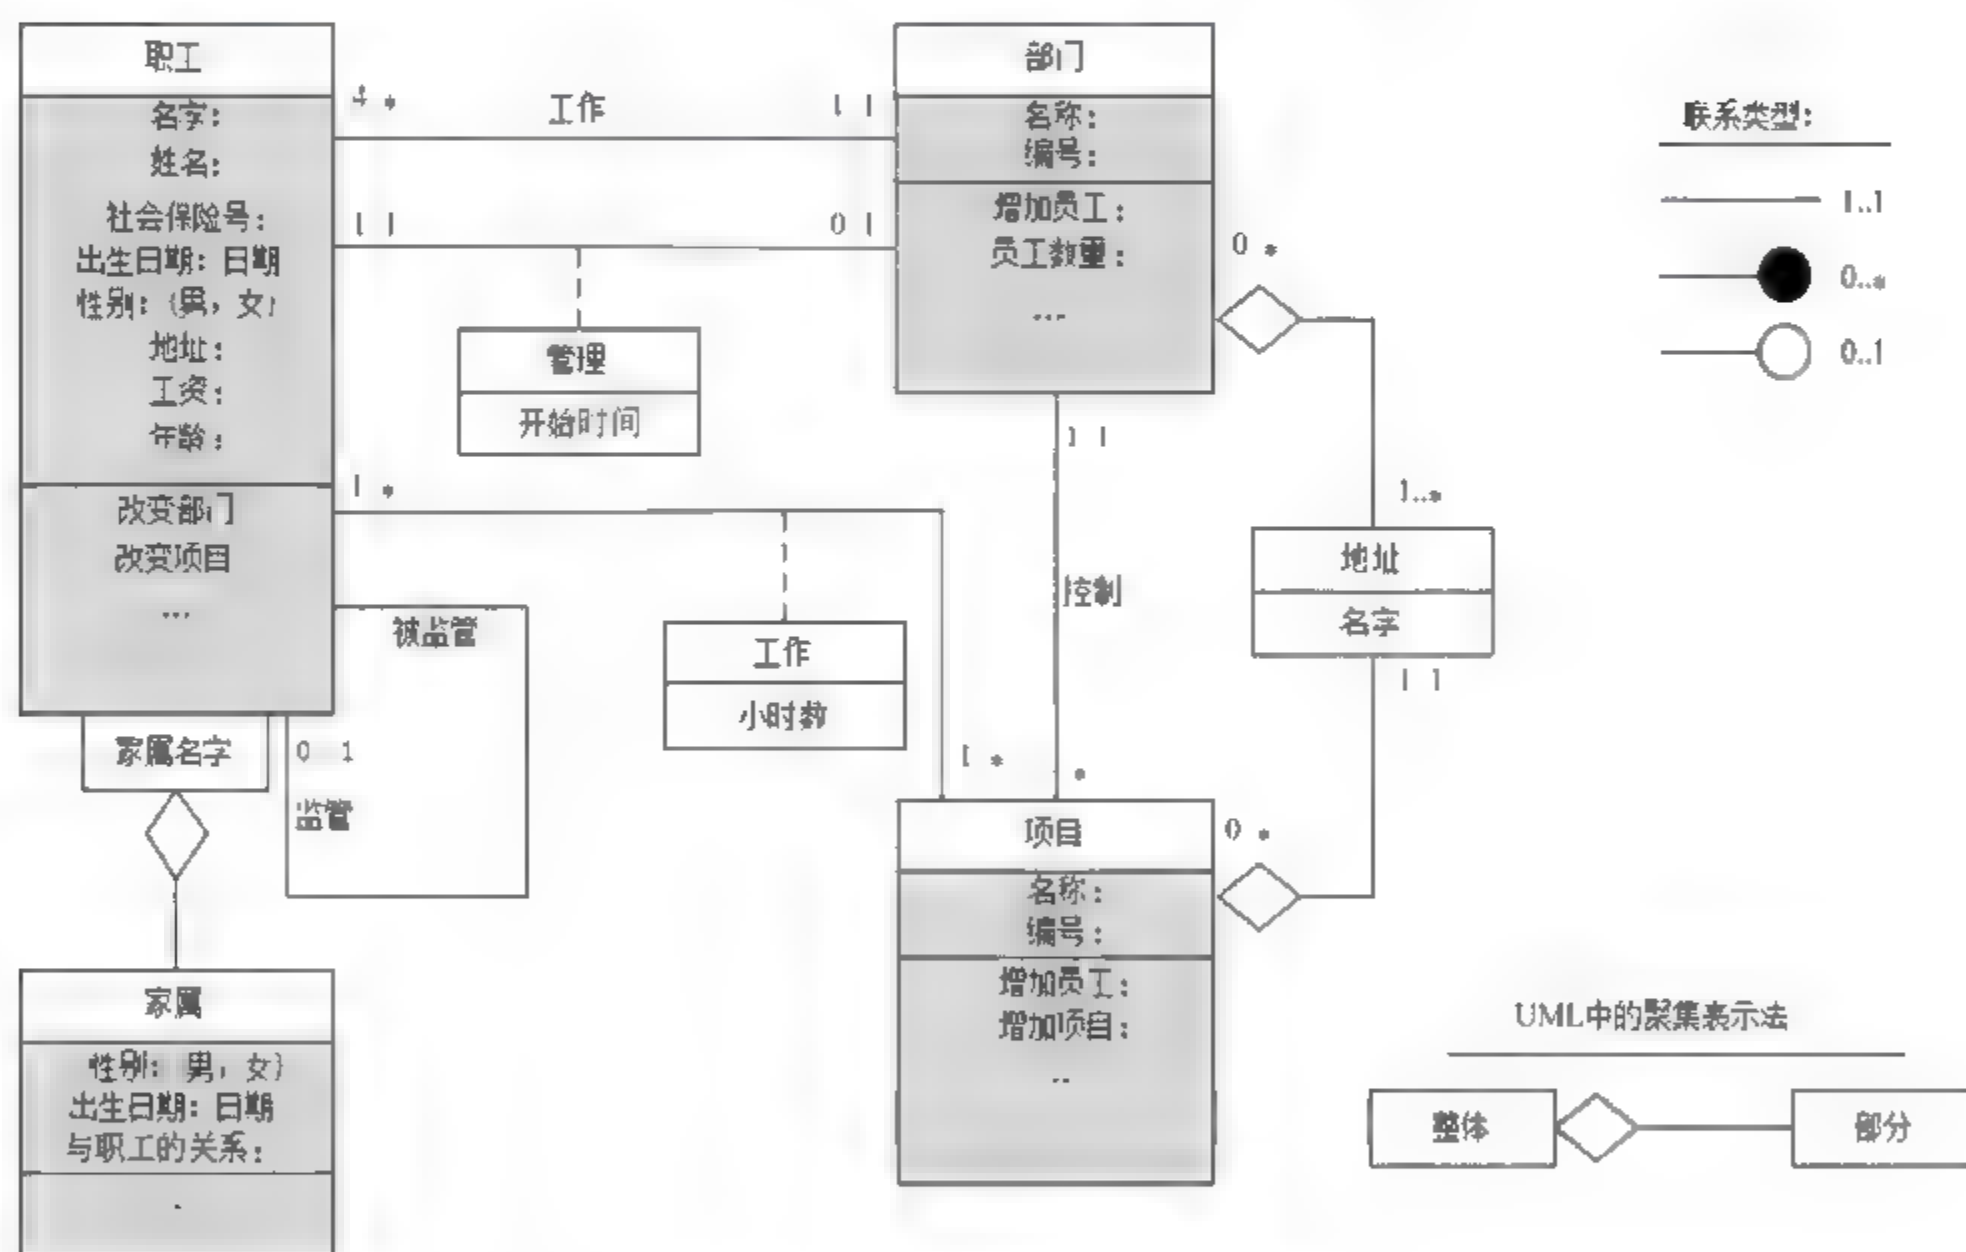 职工
名字:
姓名:
社会保险号:
出生日期: 日期
性别: {男, 女}
地址:
工资:
年龄:
改变部门
改变项目
...
4 *
工作
1 1
1 1
0 1
管理
开始时间
部门
名称:
编号:
增加员工:
员工数量:
...
0 *
1 1
控制
*
1..*
地址
名字
1 1
1 *
工作
小时数
1 *
被监管
0 1
监管
家属名字
家属
性别: 男, 女}
出生日期: 日期
与职工的关系:
.
项目
名称:
编号:
增加员工:
增加项目:
..
0 *
联系类型:
1..1
0..*
0..1
UML中的聚集表示法
整体
部分